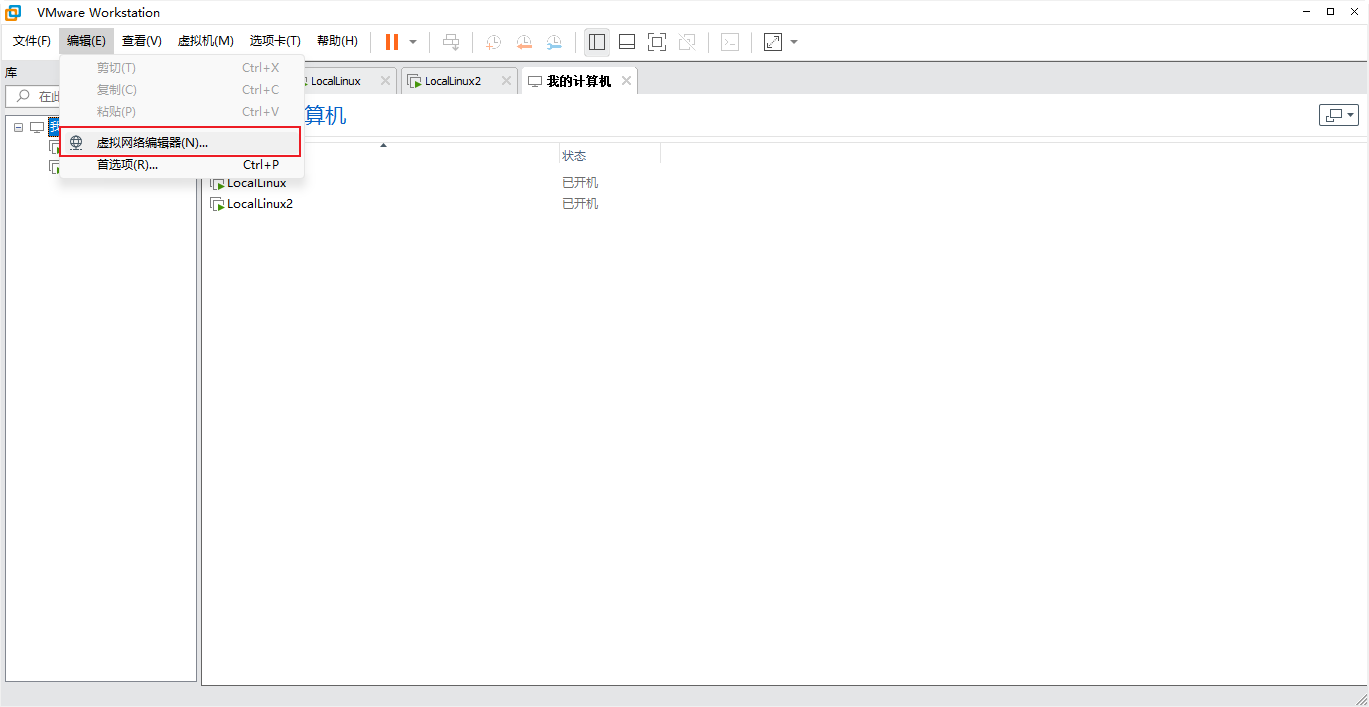 VMware Workstation
文件(F) 编辑(E) 查看(V) 虚拟机(M) 选项卡(T) 帮助(H)
库
在此
剪切(T) Ctrl+X
复制(C) Ctrl+C
粘贴(P) Ctrl+V
虚拟网络编辑器(N)...
首选项(R)... Ctrl+P
LocalLinux LocalLinux2 我的计算机
算机
状态
LocalLinux 已开机
LocalLinux2 已开机